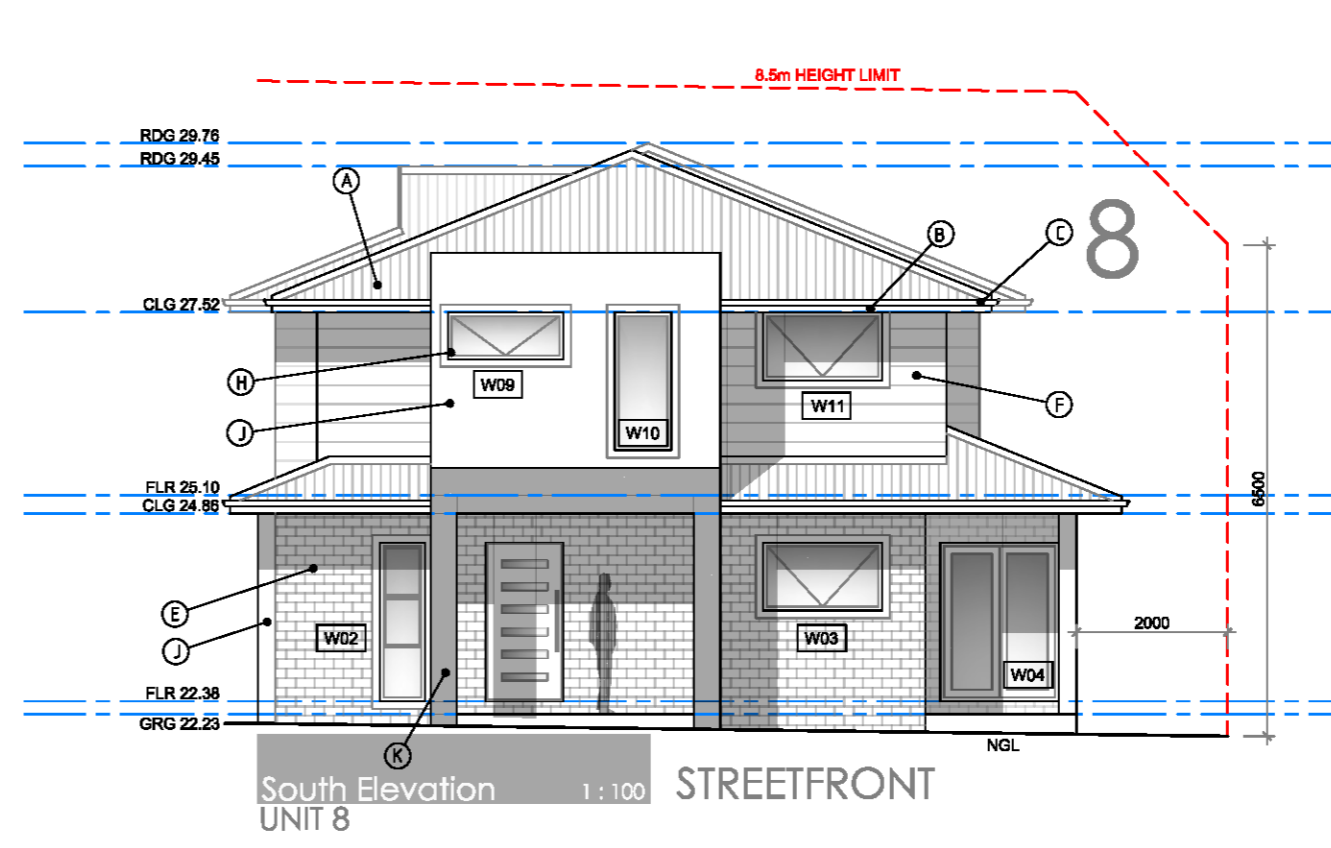 8.5m HEIGHT LIMIT
RDG 29.76
RDG 29.45
A
8
B
C
CLG 27.52
H
W09
J
W10
W11
F
FLR 25.10
CLG 24.86
6500
E
W02
J
W03
2000
W04
FLR 22.38
GRG 22.23
K
NGL
South Elevation 1 : 100
STREETFRONT
UNIT 8